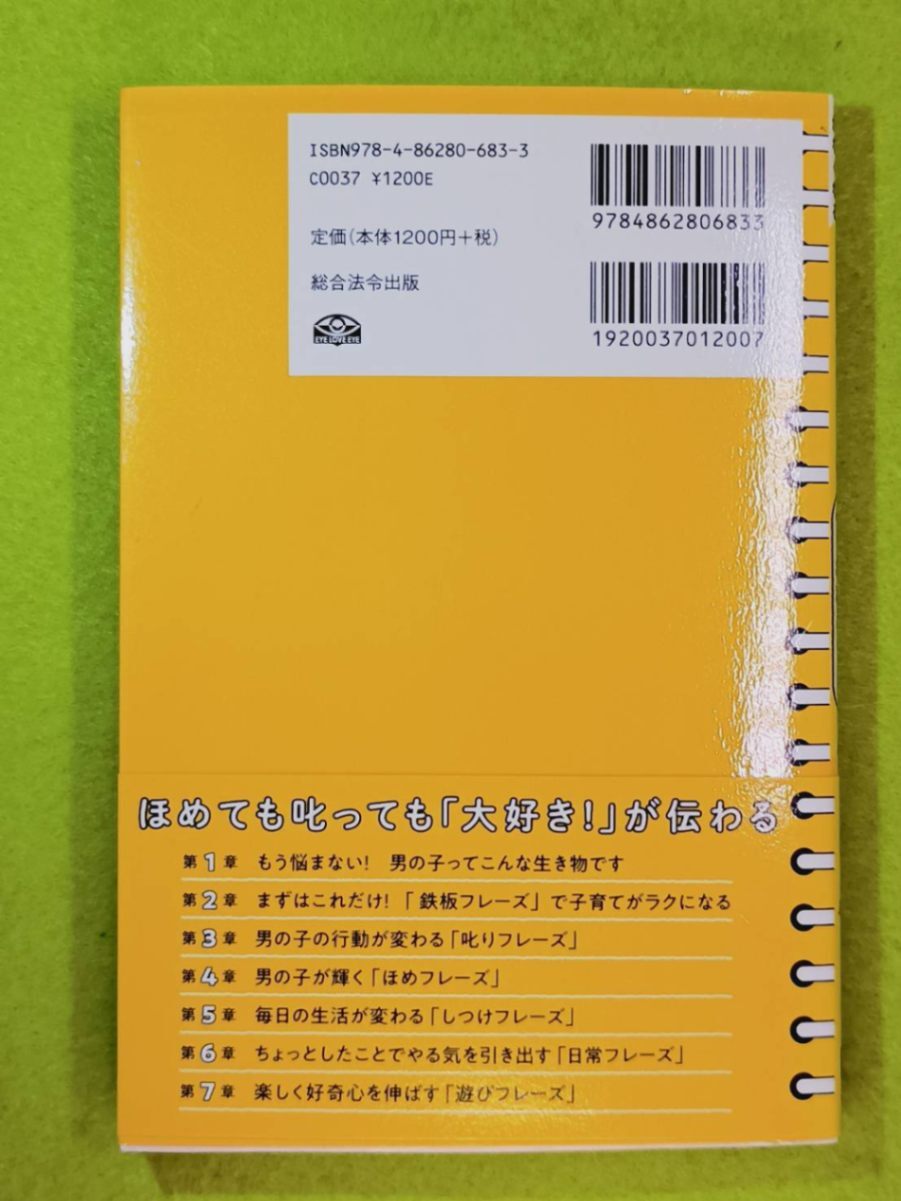 ISBN978-4-86280-683-3
C0037 ¥1200E
定価(本体1200円+税)
総合法令出版
EYE LOVE EYE
9784862806833
1920037012007
ほめても叱っても「大好き!」が伝わる
第1章 もう悩まない! 男の子ってこんな生き物です
第2章 まずはこれだけ!「鉄板フレーズ」で子育てがラクになる
第3章 男の子の行動が変わる「叱りフレーズ」
第4章 男の子が輝く「ほめフレーズ」
第5章 毎日の生活が変わる「しつけフレーズ」
第6章 ちょっとしたことでやる気を引き出す「日常フレーズ」
第7章 楽しく好奇心を伸ばす「遊びフレーズ」